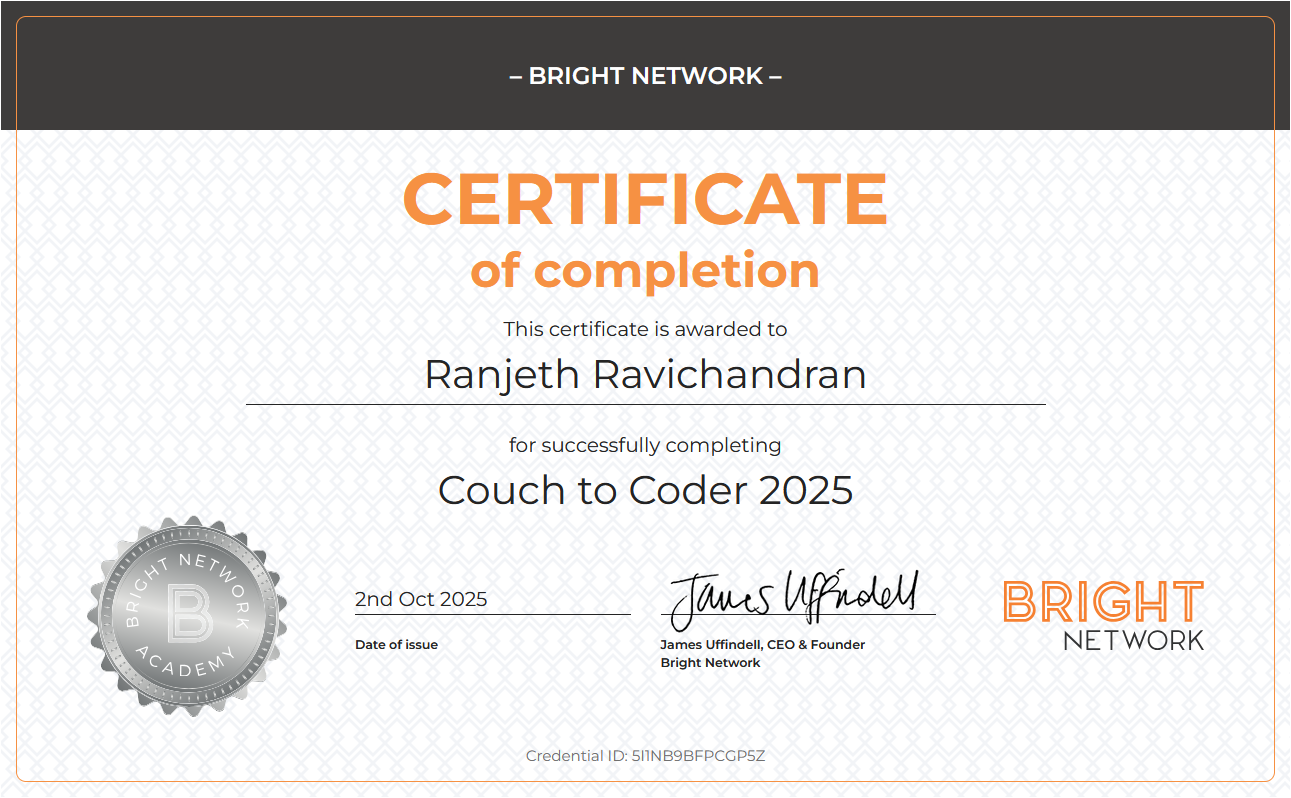 – BRIGHT NETWORK –
CERTIFICATE
of completion
This certificate is awarded to
Ranjeth Ravichandran
for successfully completing
Couch to Coder 2025
BRIGHT NETWORK
B
ACADEMY
2nd Oct 2025
Date of issue
James Uffindell
James Uffindell, CEO & Founder
Bright Network
BRIGHT
NETWORK
Credential ID: 5I1NB9BFPCGP5Z